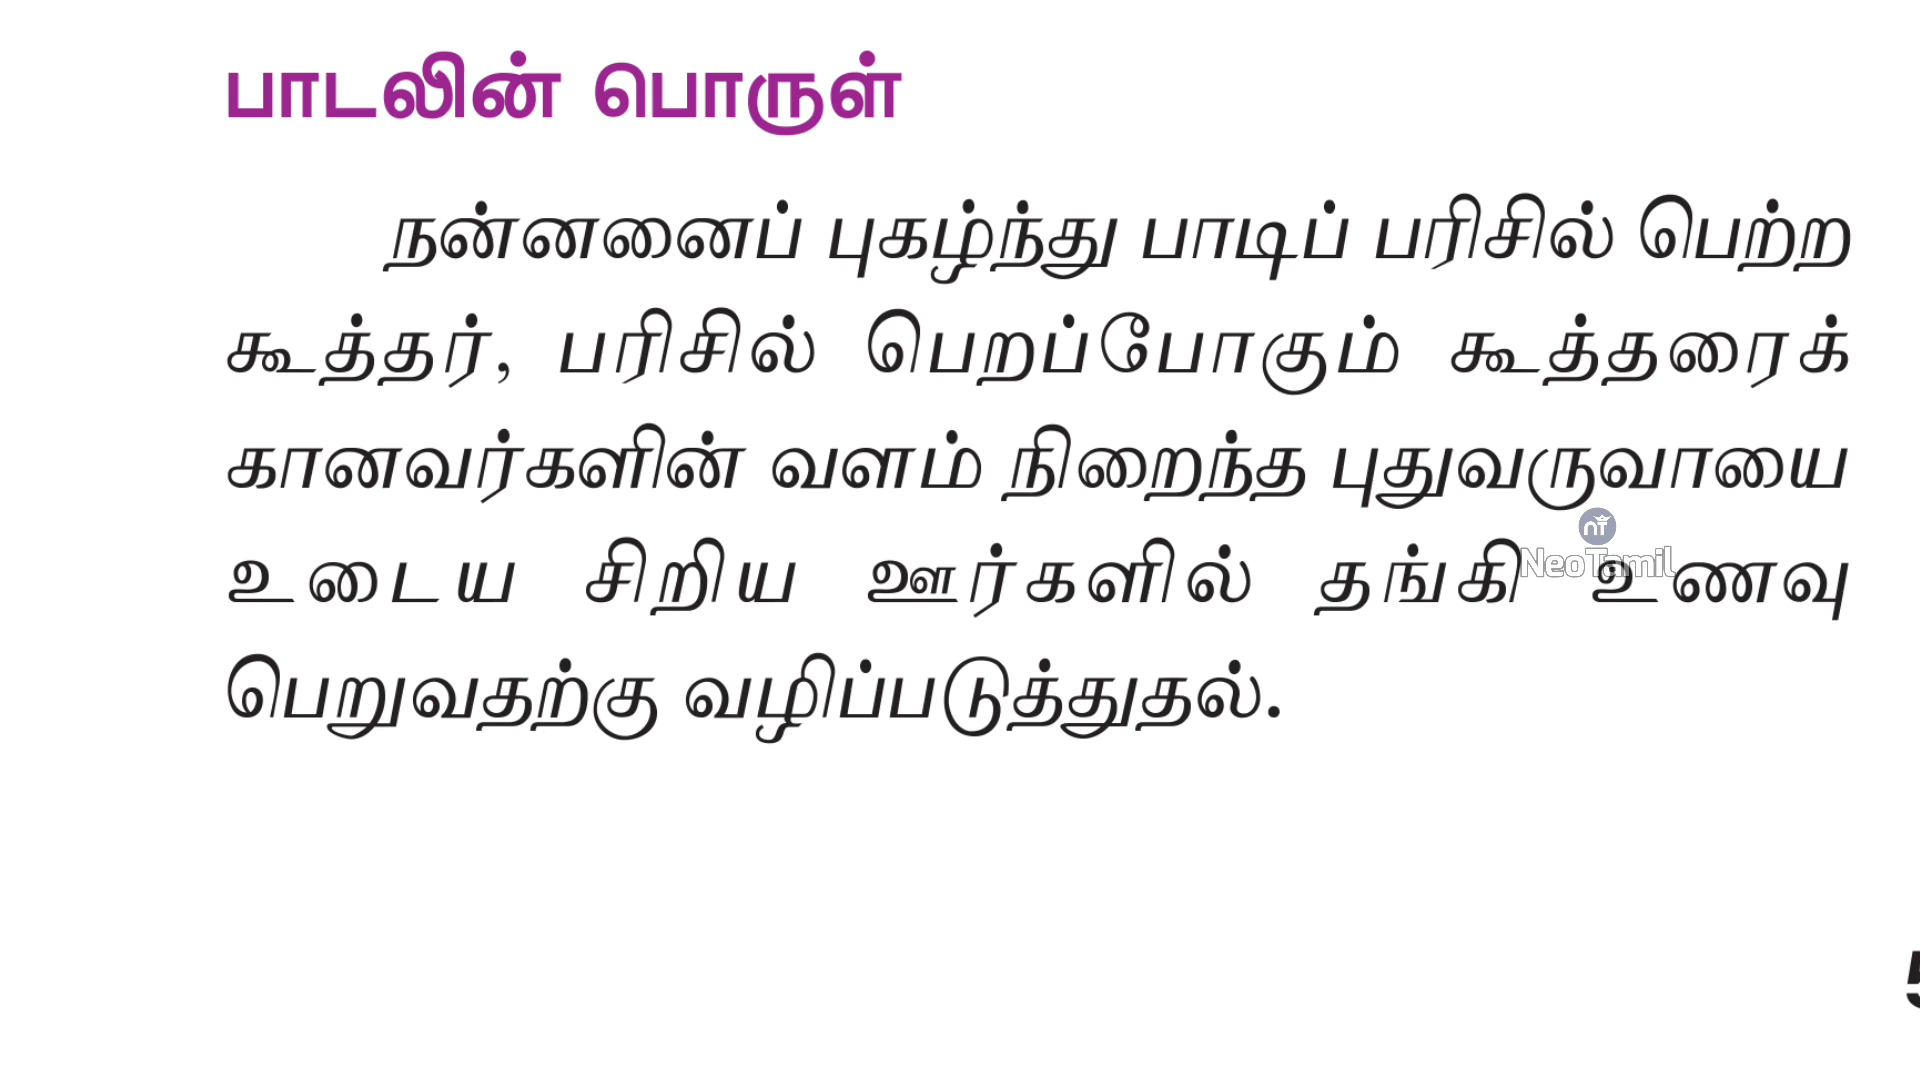 பாடலின் பொருள்
நன்னனைப் புகழ்ந்து பாடிப் பரிசில் பெற்ற
கூத்தர், பரிசில் பெறப்போகும் கூத்தரைக்
கானவர்களின் வளம் நிறைந்த புதுவருவாயை
உடைய சிறிய ஊர்களில் தங்கி உணவு
பெறுவதற்கு வழிப்படுத்துதல்.
NT
NeoTamil